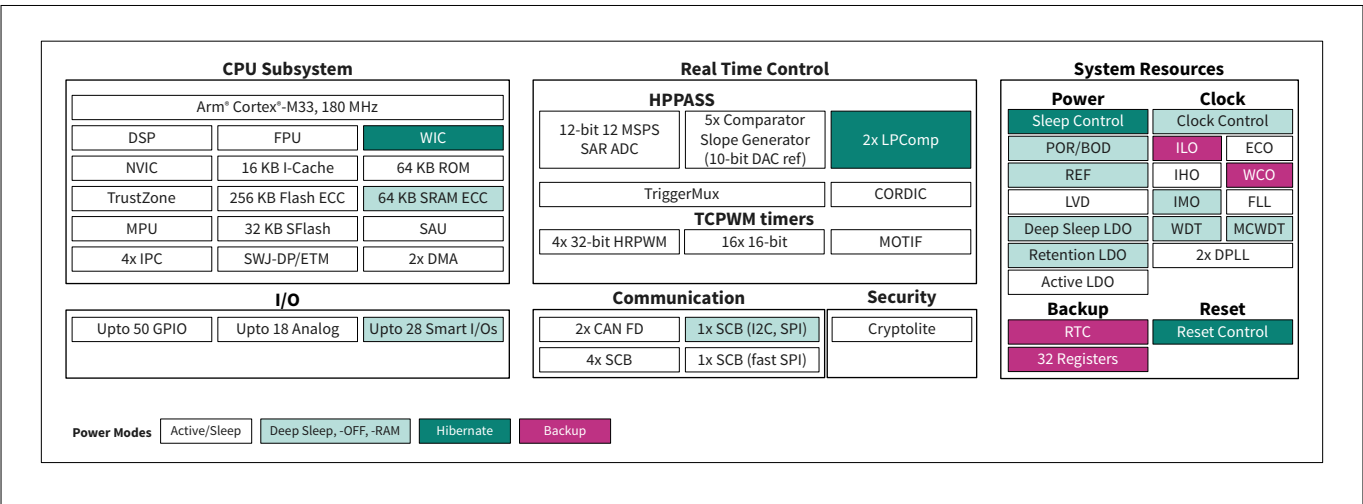 CPU Subsystem
Arm® Cortex®-M33, 180 MHz
DSP
FPU
WIC
NVIC
16 KB I-Cache
64 KB ROM
TrustZone
256 KB Flash ECC
64 KB SRAM ECC
MPU
32 KB SFlash
SAU
4x IPC
SWJ-DP/ETM
2x DMA
I/O
Upto 50 GPIO
Upto 18 Analog
Upto 28 Smart I/Os
Real Time Control
HPPASS
12-bit 12 MSPS
SAR ADC
5x Comparator
Slope Generator
(10-bit DAC ref)
2x LPComp
TriggerMux
CORDIC
TCPWM timers
4x 32-bit HRPWM
16x 16-bit
MOTIF
Communication
2x CAN FD
1x SCB (I2C, SPI)
4x SCB
1x SCB (fast SPI)
Security
Cryptolite
System Resources
Power
Sleep Control
POR/BOD
REF
LVD
Deep Sleep LDO
Retention LDO
Active LDO
Clock
Clock Control
ILO
ECO
IHO
WCO
IMO
FLL
WDT
MCWDT
2x DPLL
Backup
RTC
32 Registers
Reset
Reset Control
Power Modes
Active/Sleep
Deep Sleep, -OFF, -RAM
Hibernate
Backup